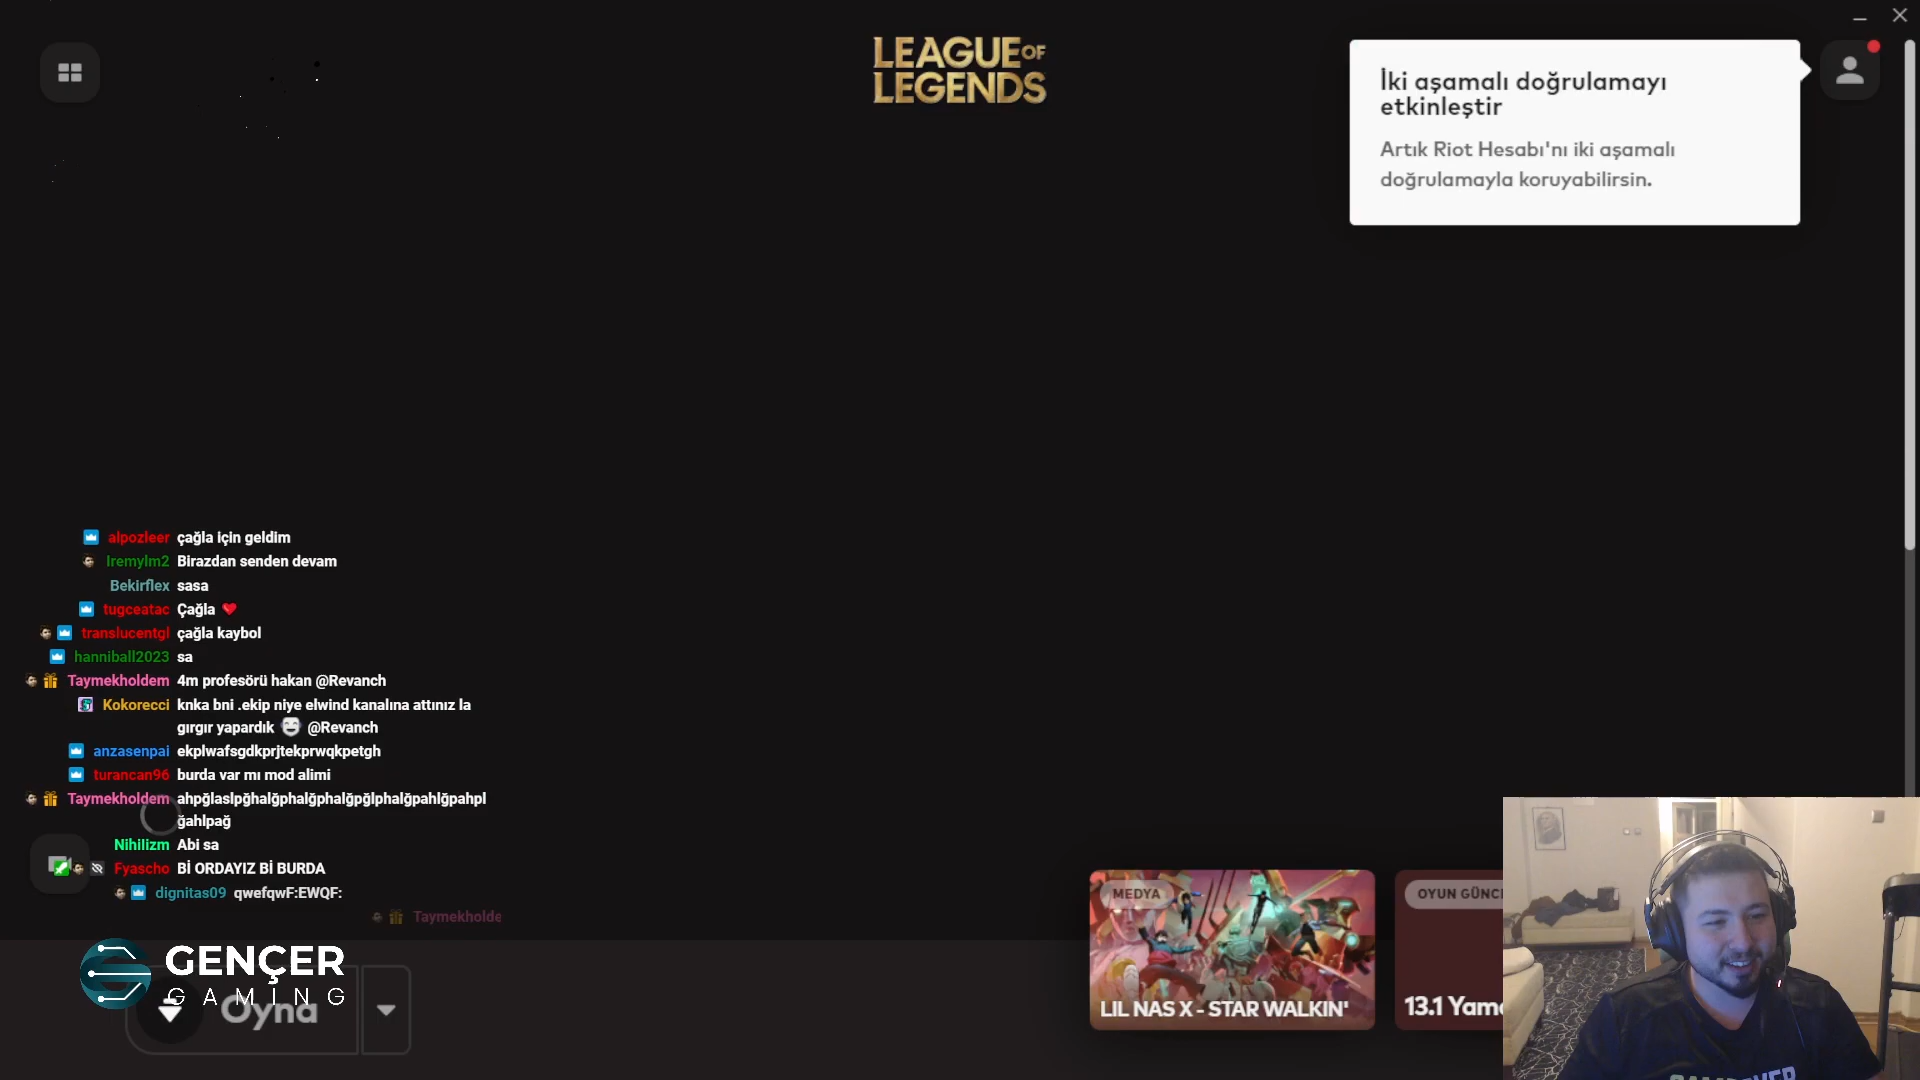 LEAGUE OF
LEGENDS
İki aşamalı doğrulamayı
etkinleştir
Artık Riot Hesabı'nı iki aşamalı
doğrulamayla koruyabilirsin.
alpozleer çağla için geldim
Iremylm2 Birazdan senden devam
Bekirflex sasa
tugceatac Çağla
translucentgl çağla kaybol
hanniball2023 sa
Taymekholdem 4m profesörü hakan @Revanch
Kokorecci knka bni .ekip niye elwind kanalına attınız la
gırgır yapardık @Revanch
anzasenpai ekplwafsgdkprjtekprwqkpetgh
turancan96 burda var mı mod alimi
Taymekholdem ahpğlaslpğhalğphalğphalğpğlphalğpahlğpahpl
ğahlpağ
Nihilizm Abi sa
Fyascho Bİ ORDAYIZ Bİ BURDA
dignitas09 qwefqwF:EWQF:
Taymekholde
GENÇER
GAMING
Oyna
MEDYA
LIL NAS X - STAR WALKIN'
OYUN GÜNCE
13.1 Yama